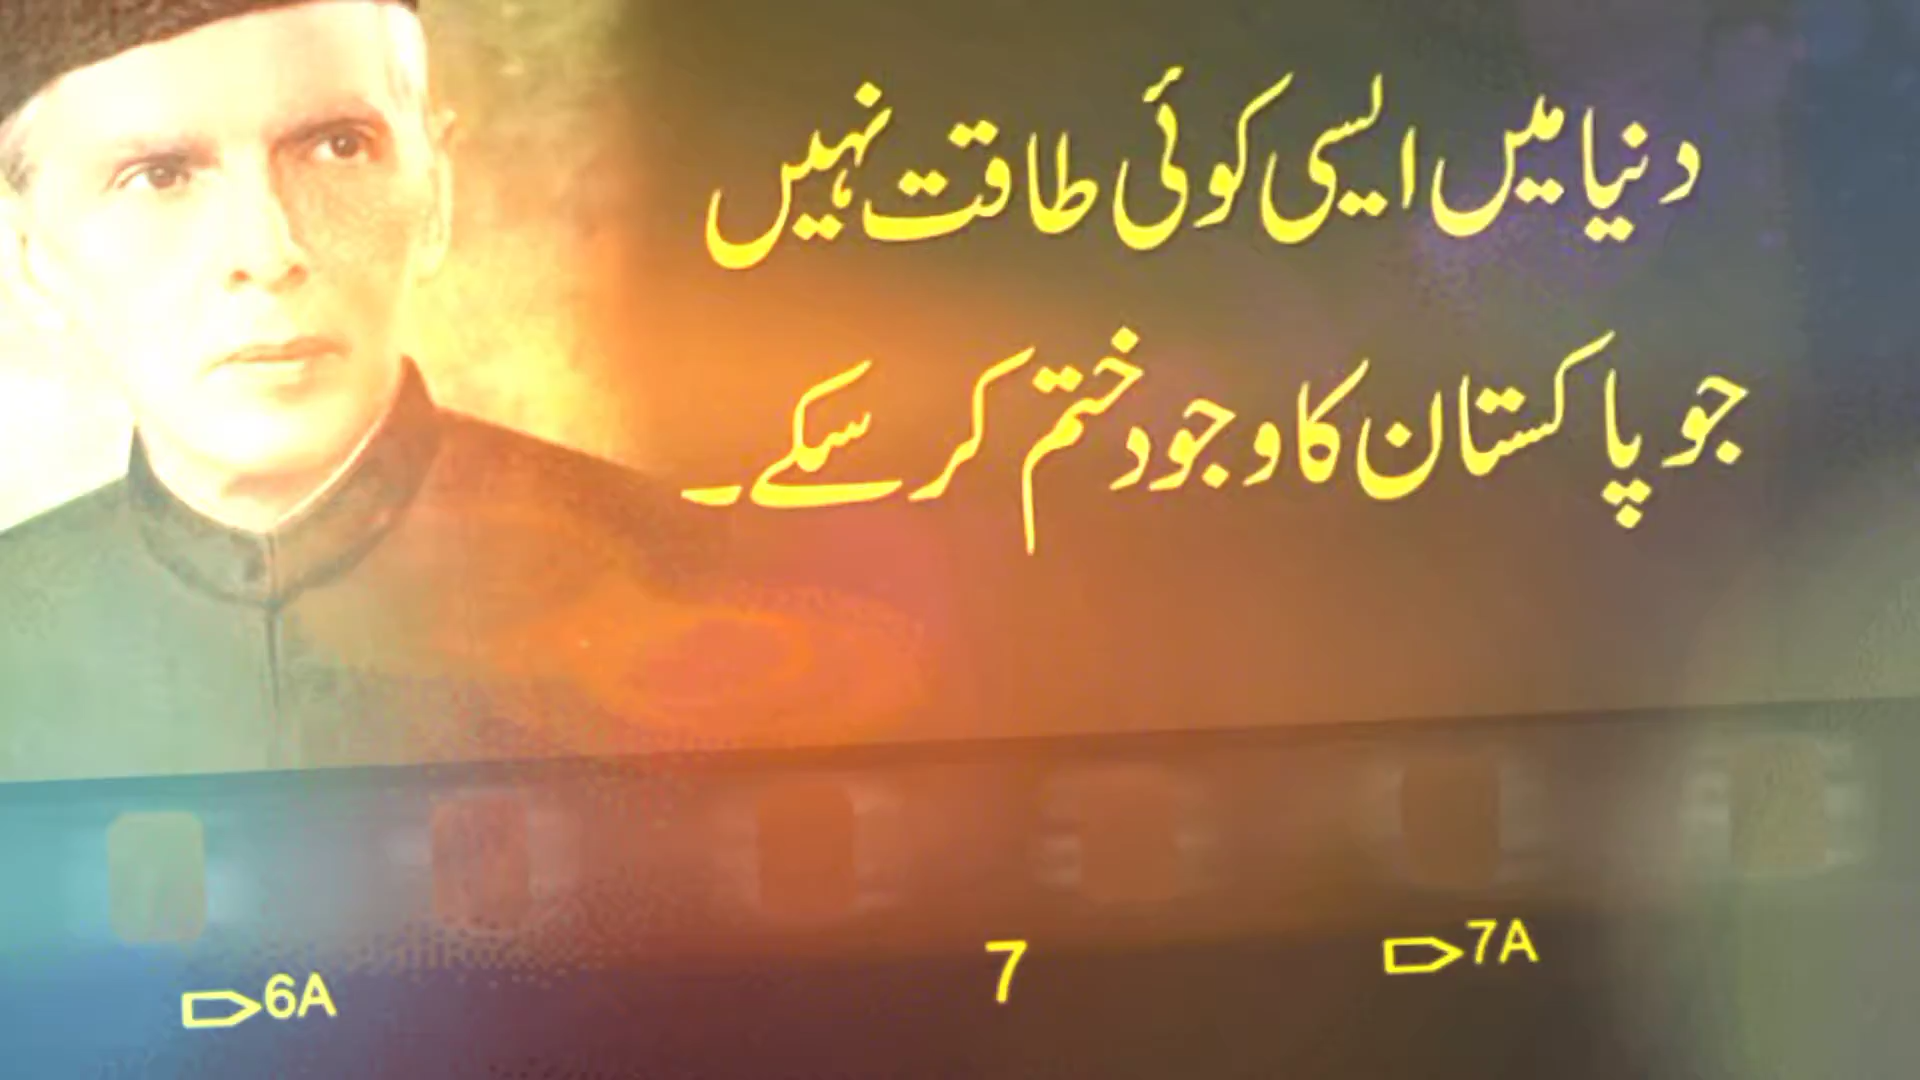 دنیا میں ایسی کوئی طاقت نہیں
جو پاکستان کا وجود ختم کر سکے۔
6A
7
7A